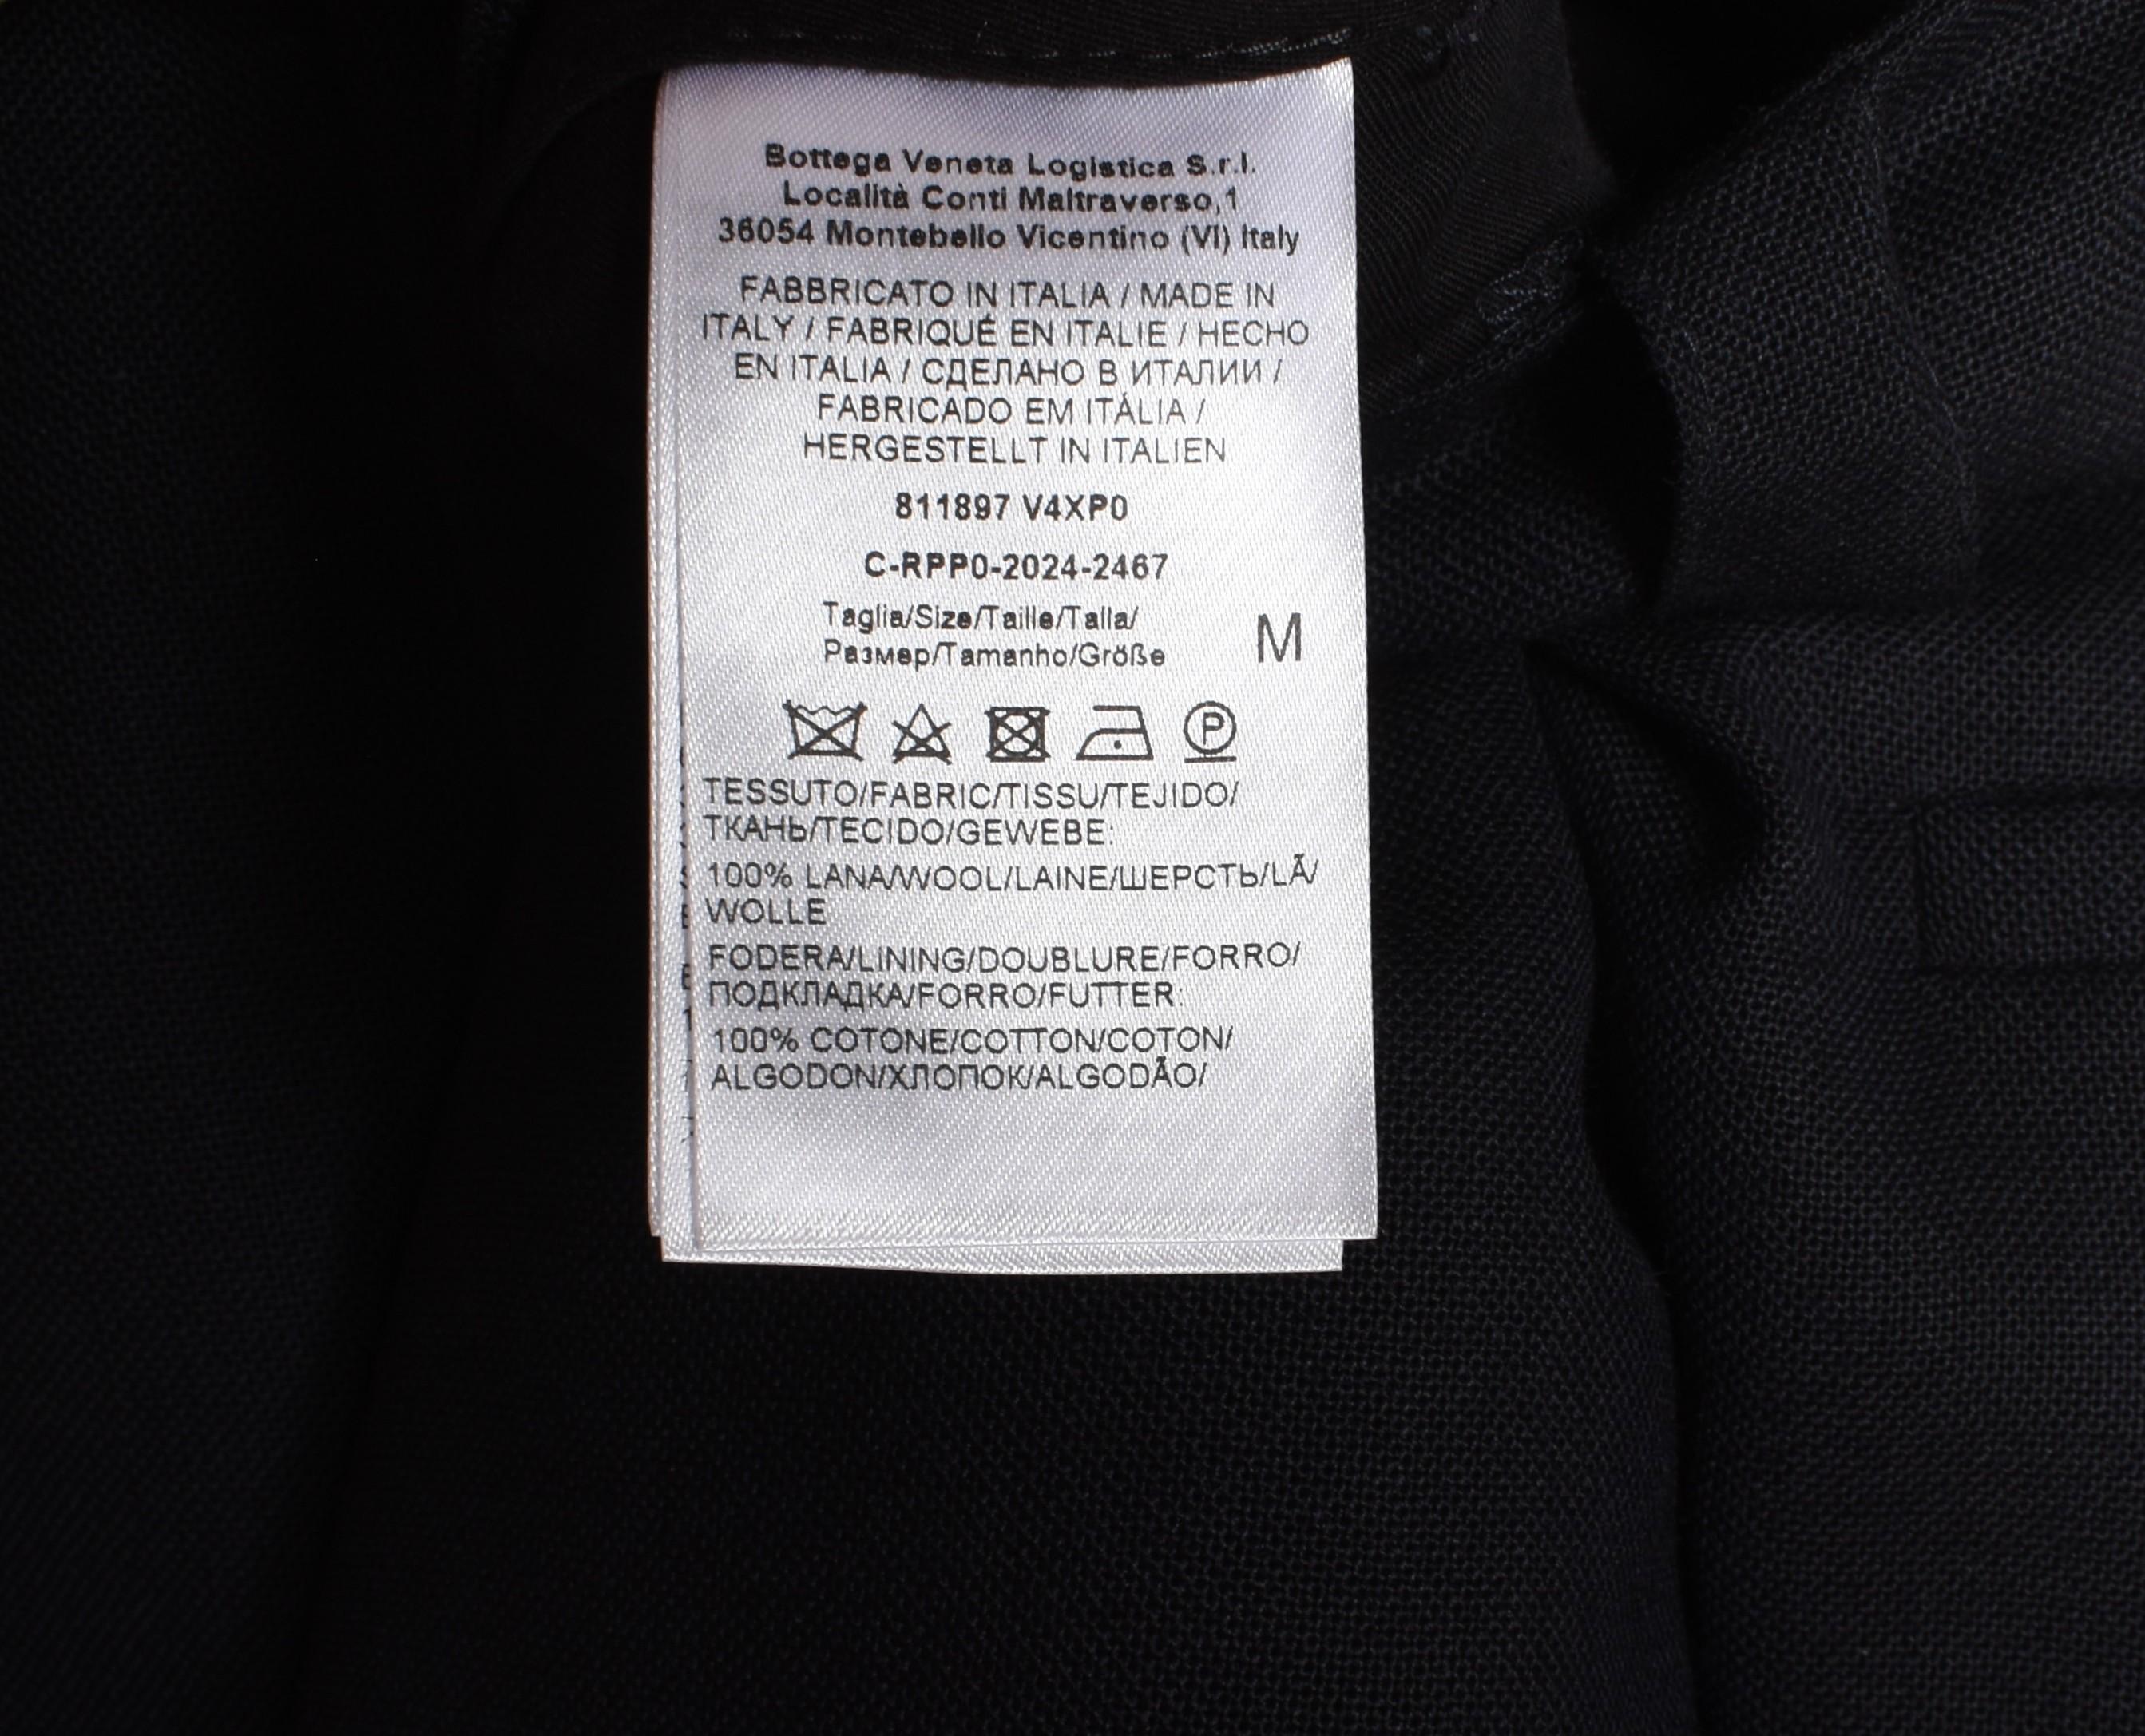 Bottega Veneta Logistica S.r.l.
Località Conti Maltraverso,1
36054 Montebello Vicentino (VI) Italy
FABBRICATO IN ITALIA / MADE IN
ITALY / FABRIQUÉ EN ITALIE / HECHO
EN ITALIA / СДЕЛАНО В ИТАЛИИ /
FABRICADO EM ITÁLIA /
HERGESTELLT IN ITALIEN
811897 V4XP0
C-RPP0-2024-2467
Taglia/Size/Taille/Talla/
Размер/Tamanho/Größe
M
P
TESSUTO/FABRIC/TISSU/TEJIDO/
ТКАНЬ/TECIDO/GEWEBE:
100% LANA/WOOL/LAINE/ШЕРСТЬ/LÃ/
WOLLE
FODERA/LINING/DOUBLURE/FORRO/
ПОДКЛАДКА/FORRO/FUTTER:
100% COTONE/COTTON/COTON/
ALGODON/ХЛОПОК/ALGODÃO/